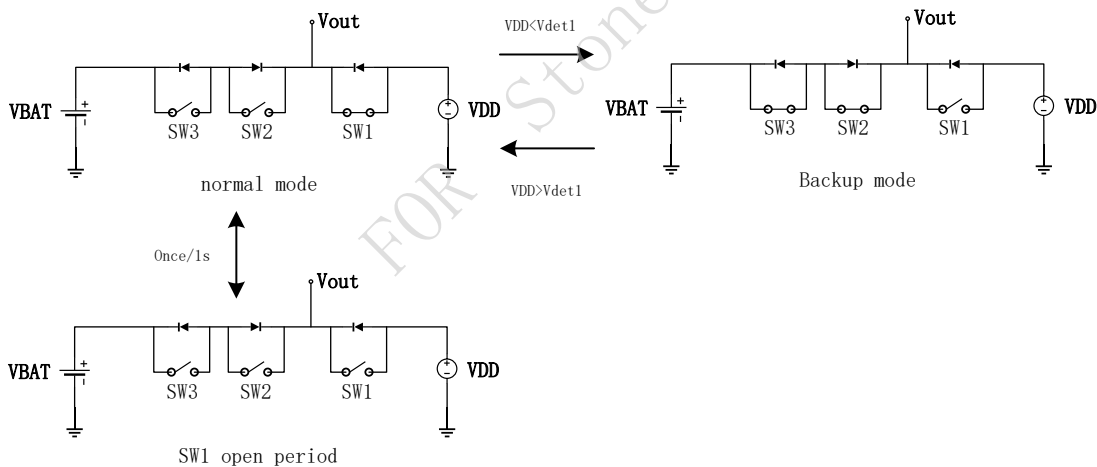 Vout
VBAT
+
-
SW3
SW2
SW1
+
-
VDD
normal mode
VDD<Vdet1
VDD>Vdet1
Vout
VBAT
+
-
SW3
SW2
SW1
+
-
VDD
Backup mode
Once/1s
Vout
VBAT
+
-
SW3
SW2
SW1
+
-
VDD
SW1 open period
FOR Stone